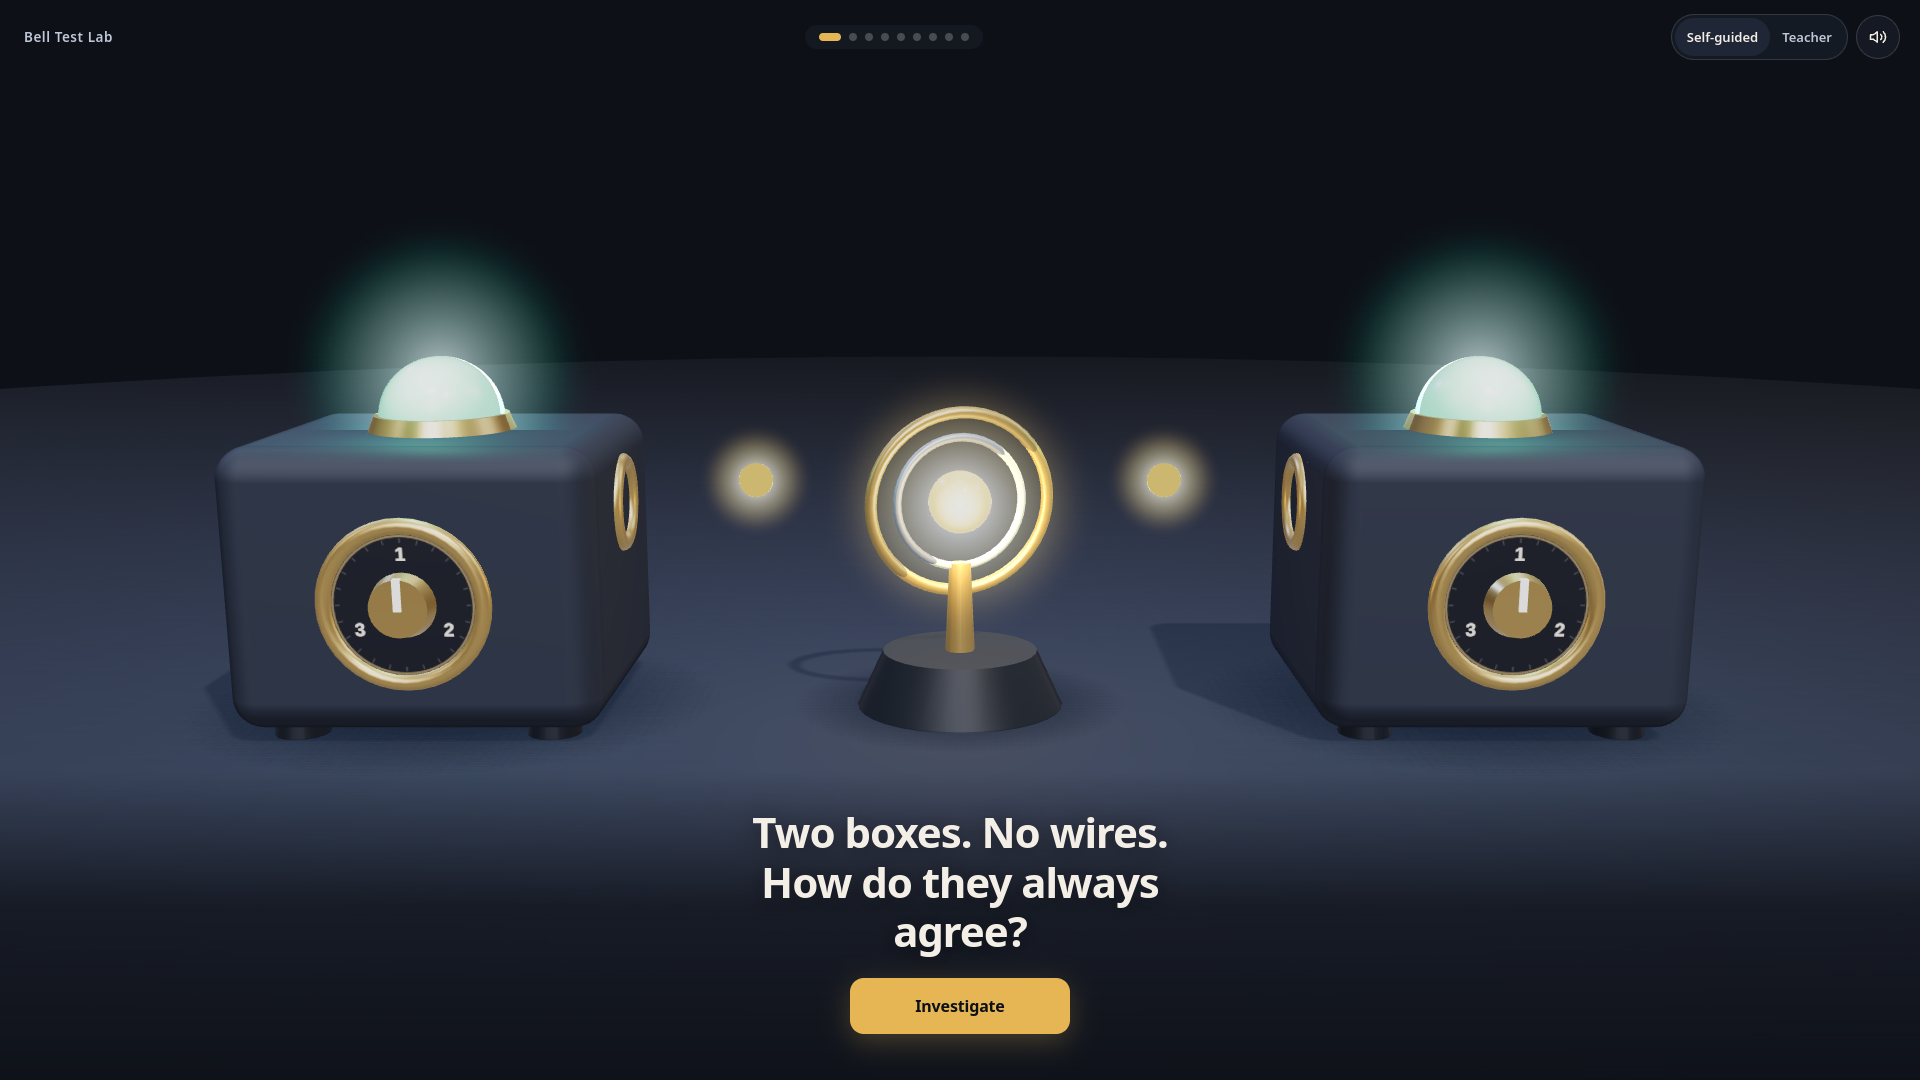 Bell Test Lab
Self-guided Teacher
1
3 2
1
3 2
Two boxes. No wires.
How do they always
agree?
Investigate